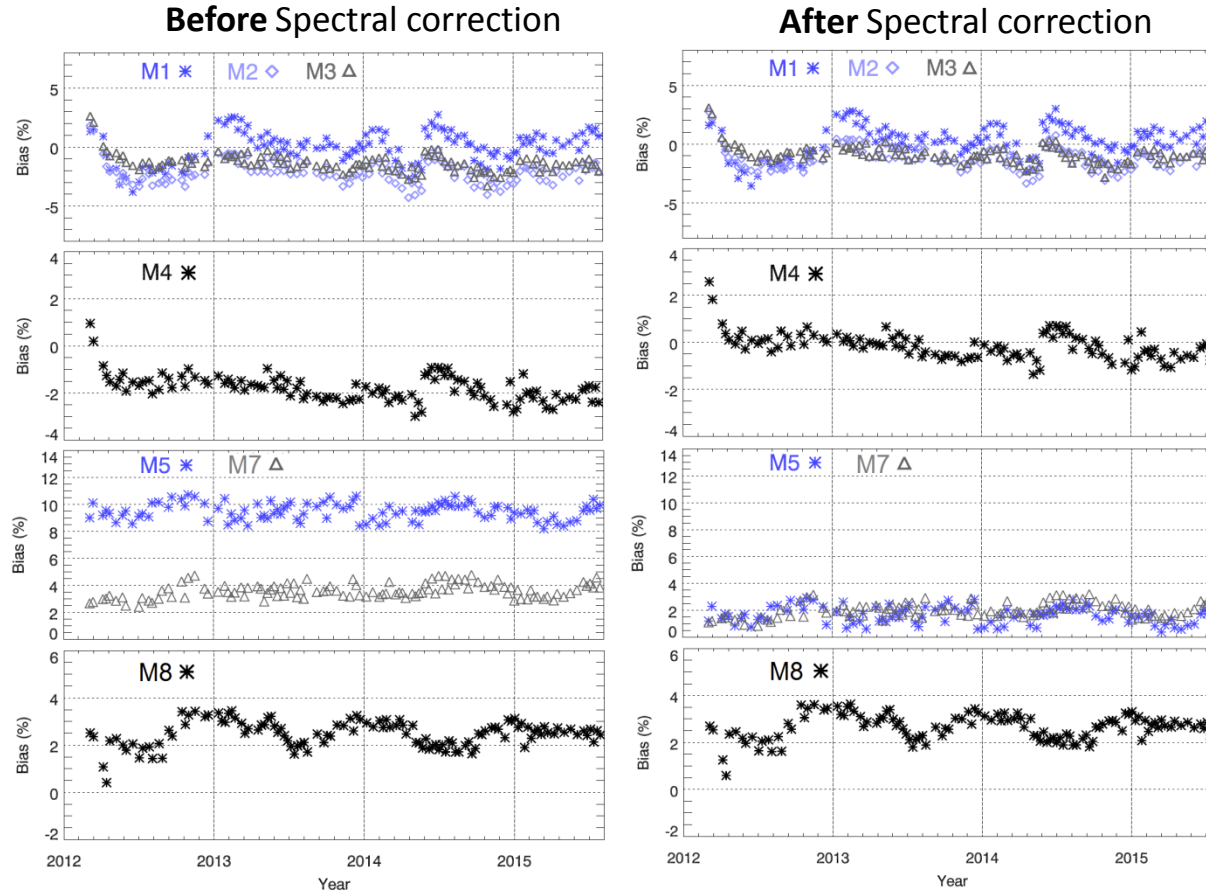 Before Spectral correction
After Spectral correction
M1 M2 M3
5
0
-5
Bias (%)
M4
4
2
0
-2
-4
Bias (%)
M5 M7
14
12
10
8
6
4
2
0
Bias (%)
M8
6
4
2
0
-2
Bias (%)
2012 2013 2014 2015
Year
M1 M2 M3
5
0
-5
Bias (%)
M4
4
2
0
-2
-4
Bias (%)
M5 M7
14
12
10
8
6
4
2
0
Bias (%)
M8
6
4
2
0
-2
Bias (%)
2012 2013 2014 2015
Year